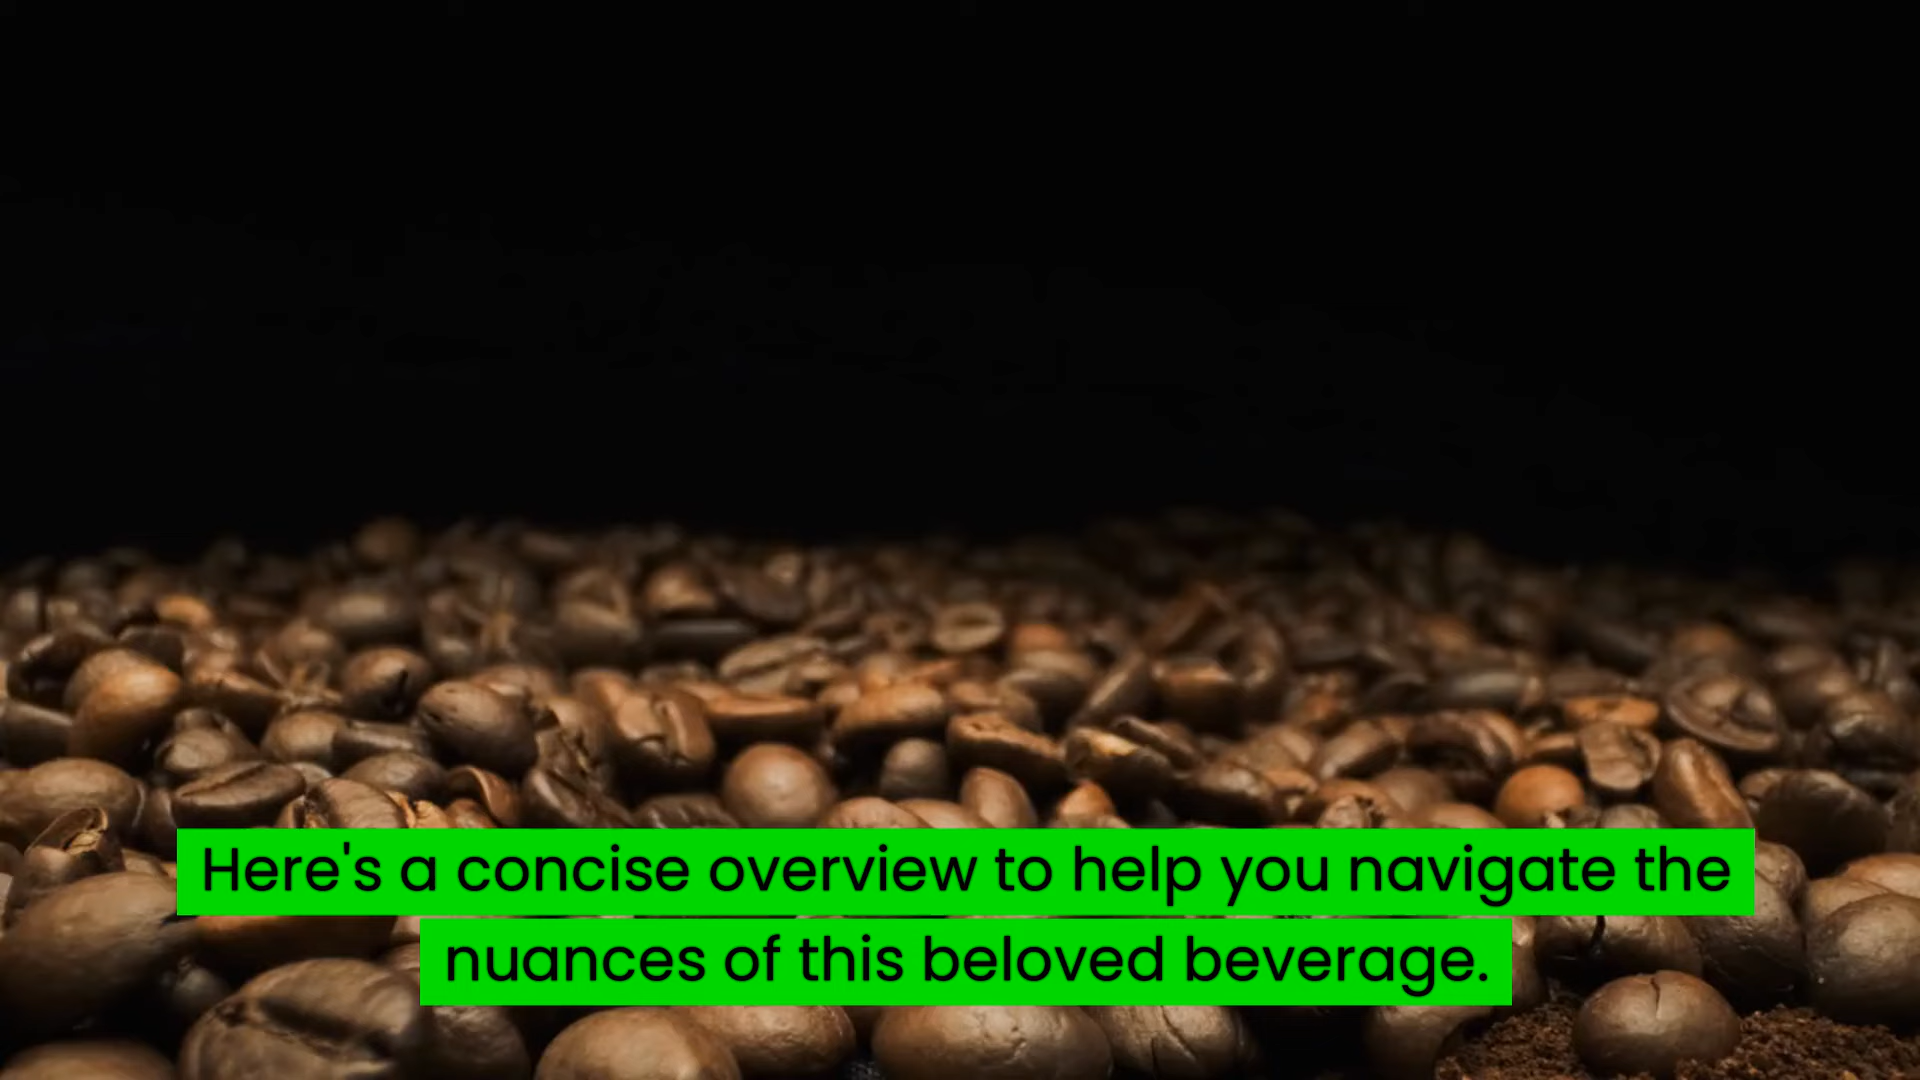 Here's a concise overview to help you navigate the
nuances of this beloved beverage.